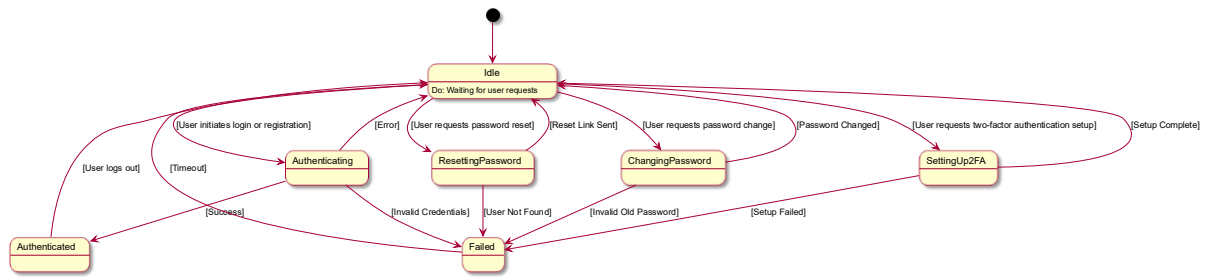 Idle
Do: Waiting for user requests
[User initiates login or registration]
[Error]
[User requests password reset]
[Reset Link Sent]
[User requests password change]
[Password Changed]
[User requests two-factor authentication setup]
[Setup Complete]
Authenticating
ResettingPassword
ChangingPassword
SettingUp2FA
[User logs out]
[Timeout]
[Success]
[Invalid Credentials]
[User Not Found]
[Invalid Old Password]
[Setup Failed]
Authenticated
Failed